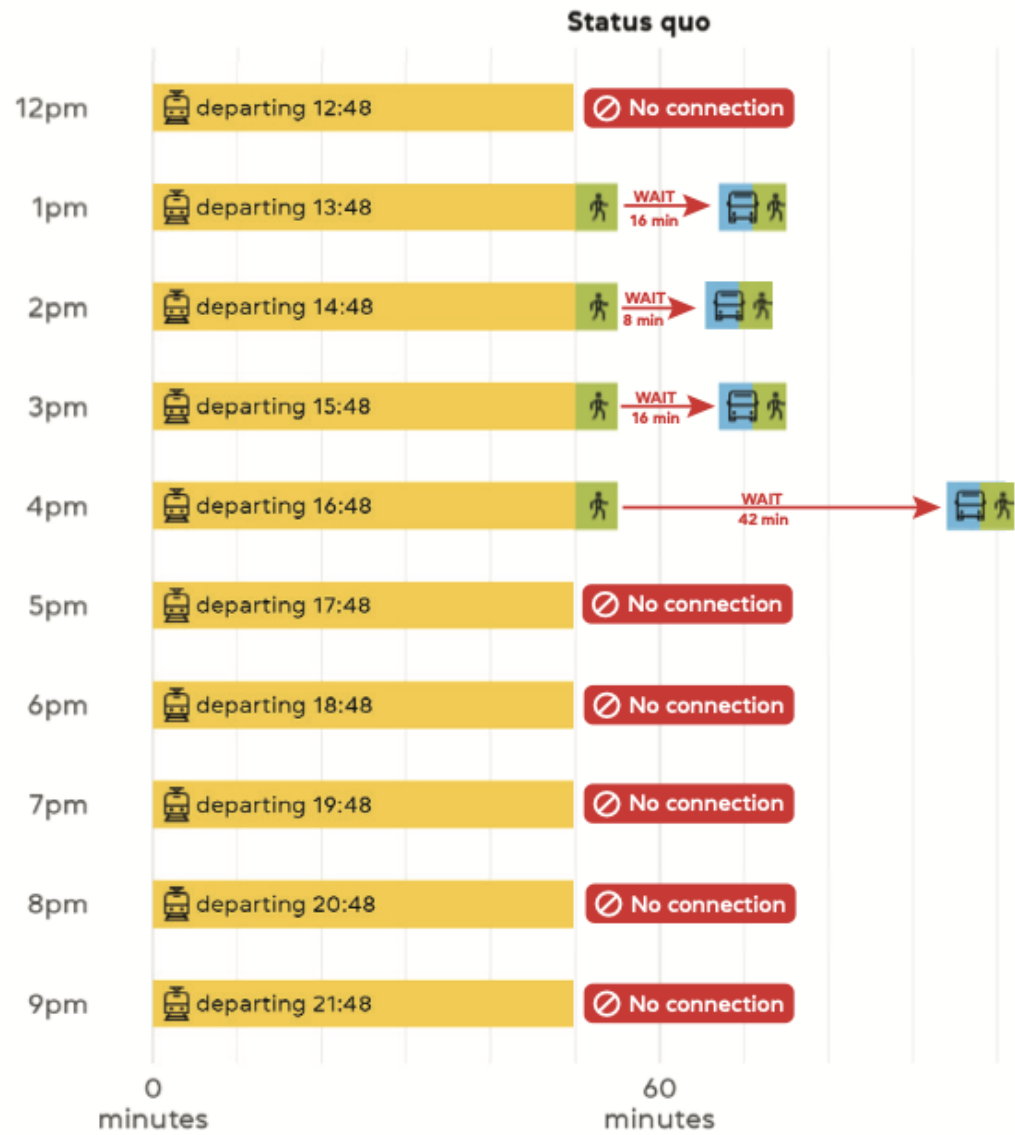 Status quo
12pm departing 12:48 No connection
1pm departing 13:48 WAIT
16 min
2pm departing 14:48 WAIT
8 min
3pm departing 15:48 WAIT
16 min
4pm departing 16:48 WAIT
42 min
5pm departing 17:48 No connection
6pm departing 18:48 No connection
7pm departing 19:48 No connection
8pm departing 20:48 No connection
9pm departing 21:48 No connection
0 60
minutes minutes